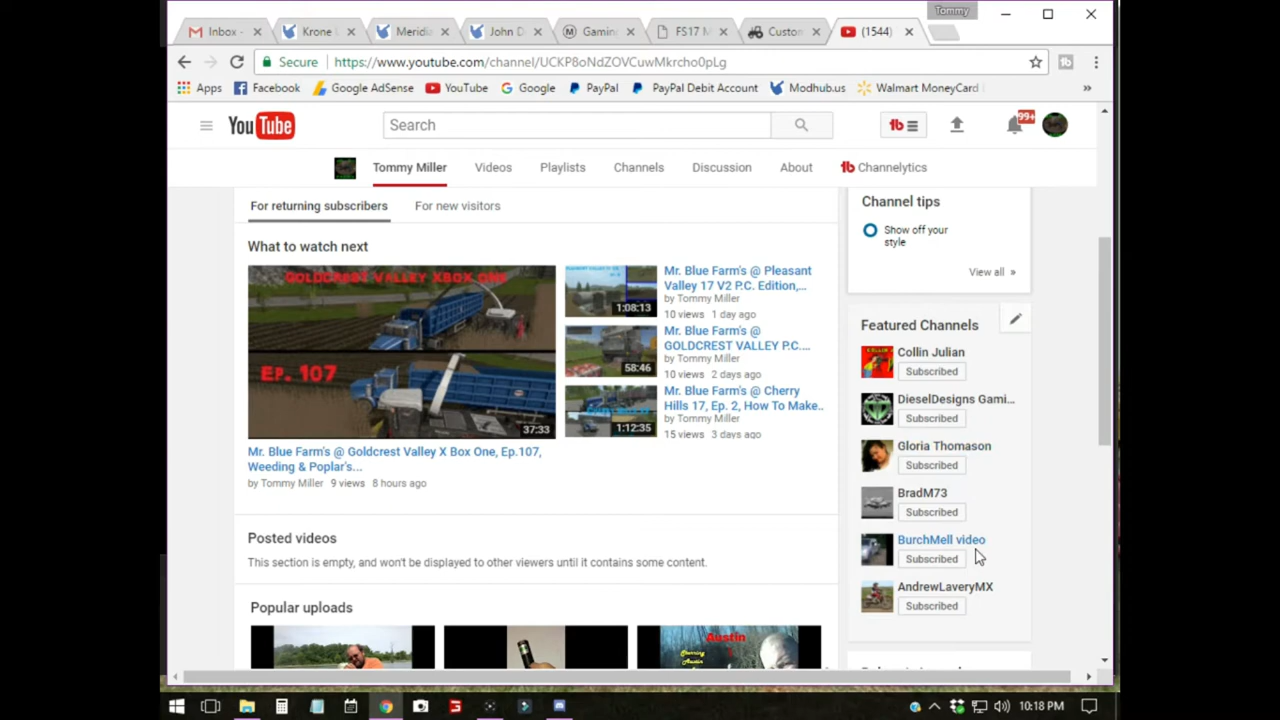 Tommy
Inbox -
Krone
Meridi
John D
Gaming
FS17 M
Custom
(1544)
Secure
https://www.youtube.com/channel/UCKP8oNdZOVCuwMkrcho0pLg
Apps
Facebook
Google AdSense
YouTube
Google
PayPal
PayPal Debit Account
Modhub.us
Walmart MoneyCard
»
YouTube
Search
tb
99+
Tommy Miller
Videos
Playlists
Channels
Discussion
About
tb Channelytics
For returning subscribers
For new visitors
What to watch next
GOLDCREST VALLEY XBOX ONE
EP. 107
37:33
Mr. Blue Farm's @ Goldcrest Valley X Box One, Ep.107,
Weeding & Poplar's...
by Tommy Miller 9 views 8 hours ago
1:08:13
Mr. Blue Farm's @ Pleasant
Valley 17 V2 P.C. Edition,...
by Tommy Miller
10 views 1 day ago
58:46
Mr. Blue Farm's @
GOLDCREST VALLEY P.C....
by Tommy Miller
10 views 2 days ago
1:12:35
Mr. Blue Farm's @ Cherry
Hills 17, Ep. 2, How To Make..
by Tommy Miller
15 views 3 days ago
Posted videos
This section is empty, and won't be displayed to other viewers until it contains some content.
Popular uploads
Austin
Channel tips
Show off your
style
View all »
Featured Channels
Collin Julian
Subscribed
DieselDesigns Gami...
Subscribed
Gloria Thomason
Subscribed
BradM73
Subscribed
BurchMell video
Subscribed
AndrewLaveryMX
Subscribed
10:18 PM